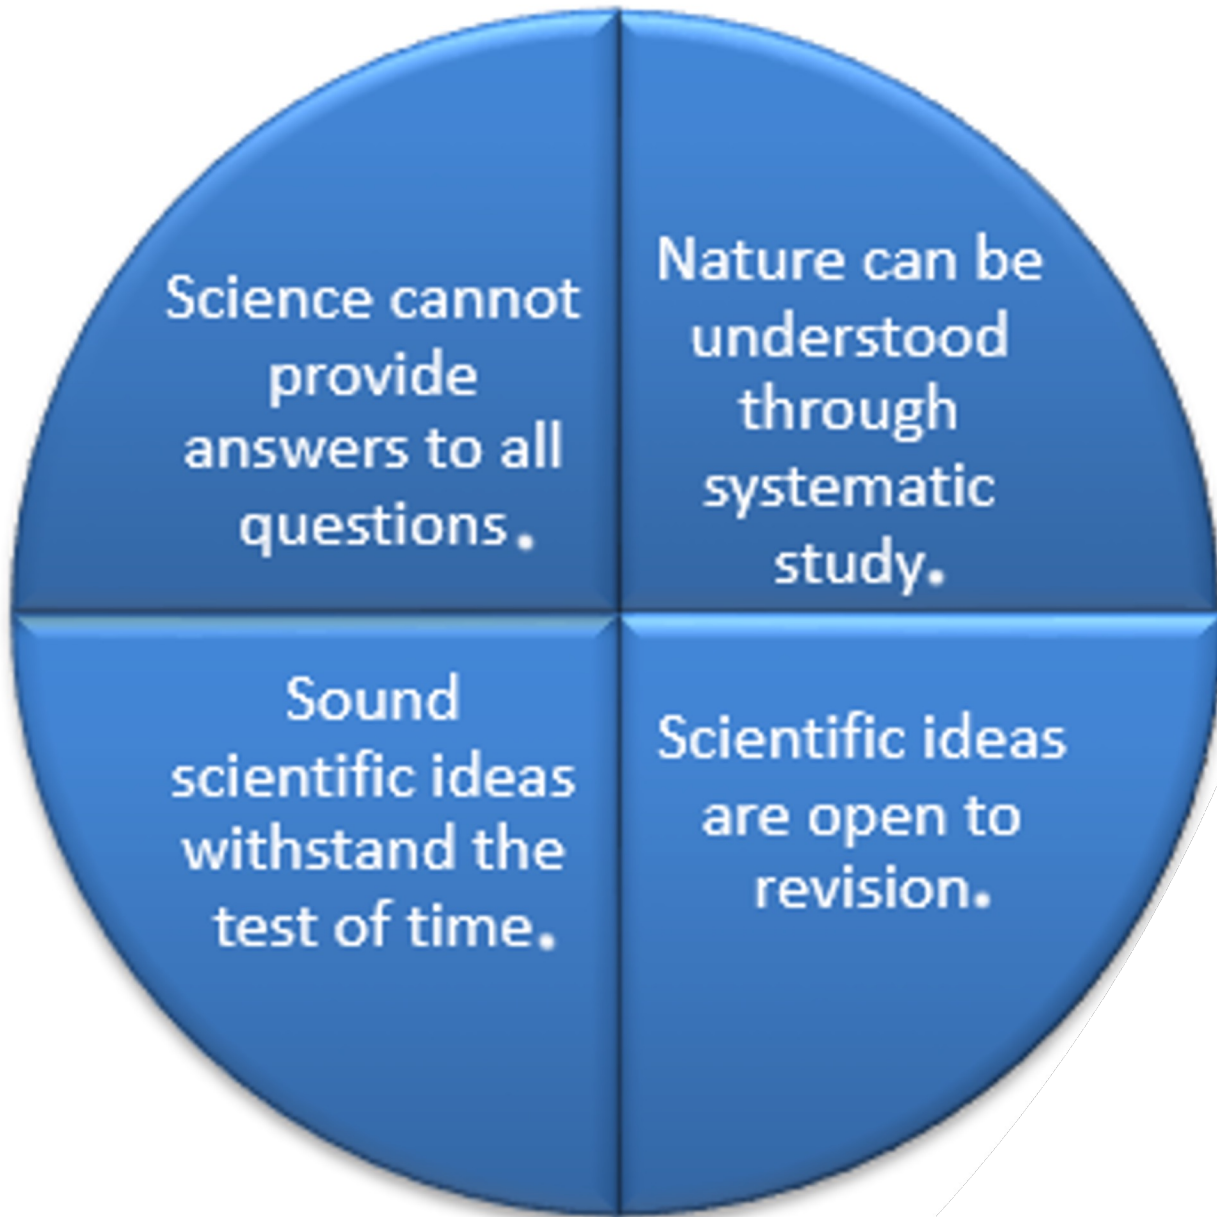 Science cannot
provide
answers to all
questions.
Nature can be
understood
through
systematic
study.
Sound
scientific ideas
withstand the
test of time.
Scientific ideas
are open to
revision.